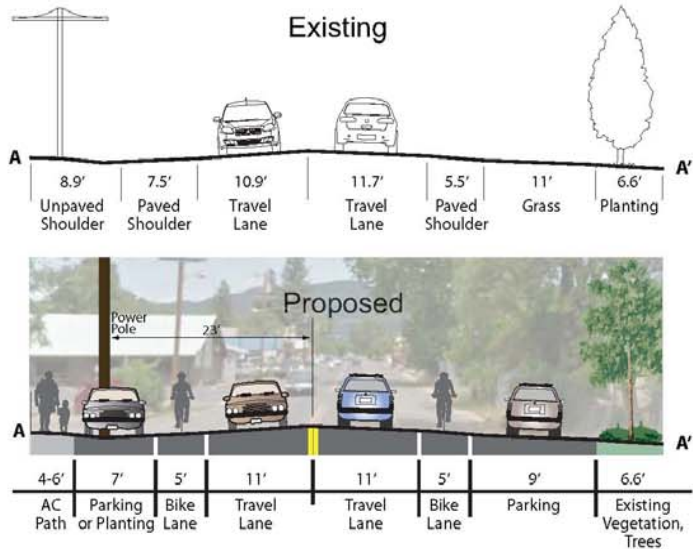 Existing
A A'
8.9' 7.5' 10.9' 11.7' 5.5' 11' 6.6'
Unpaved Paved Travel Travel Paved Grass Planting
Shoulder Shoulder Lane Lane Shoulder
Proposed
Power
Pole
23'
A A'
4-6' 7' 5' 11' 11' 5' 9' 6.6'
AC Parking Bike Travel Travel Bike Parking Existing
Path or Planting Lane Lane Lane Lane Vegetation,
Trees